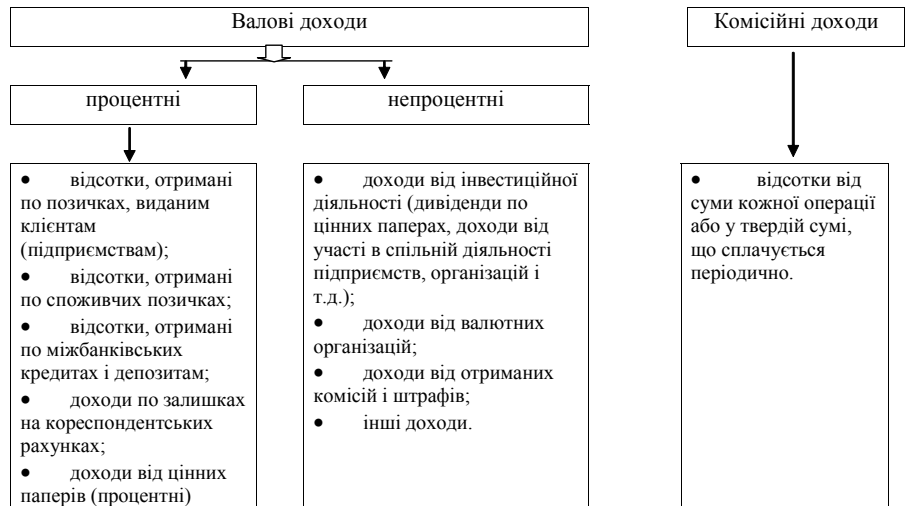 Валові доходи
Комісійні доходи
процентні
непроцентні
• відсотки, отримані
по позичках, виданим
клієнтам
(підприємствам);
• відсотки, отримані
по споживчих позичках;
• відсотки, отримані
по міжбанківських
кредитах і депозитам;
• доходи по залишках
на кореспондентських
рахунках;
• доходи від цінних
паперів (процентні)
• доходи від інвестиційної
діяльності (дивіденди по
цінних паперах, доходи від
участі в спільній діяльності
підприємств, організацій і
т.д.);
• доходи від валютних
організацій;
• доходи від отриманих
комісій і штрафів;
• інші доходи.
• відсотки від
суми кожної операції
або у твердій сумі,
що сплачується
періодично.